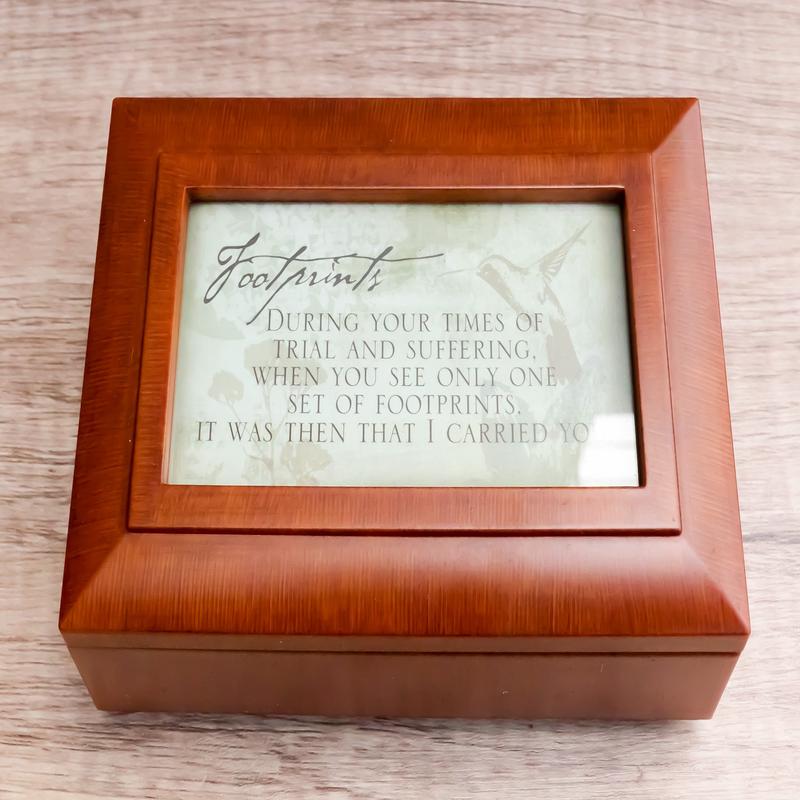 Footprints
DURING YOUR TIMES OF
TRIAL AND SUFFERING,
WHEN YOU SEE ONLY ONE
SET OF FOOTPRINTS,
IT WAS THEN THAT I CARRIED